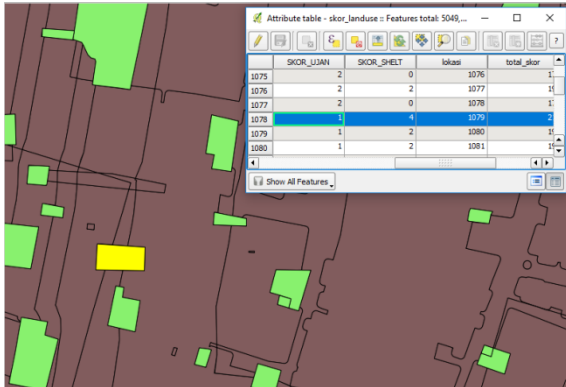 Attribute table - skor_landuse :: Features total: 5049,...
SKOR_UJAN SKOR_SHELT lokasi total_skor
1075 2 0 1076
1076 2 2 1077
1077 2 0 1078
1078 1 4 1079
1079 1 2 1080
1080 1 2 1081
Show All Features